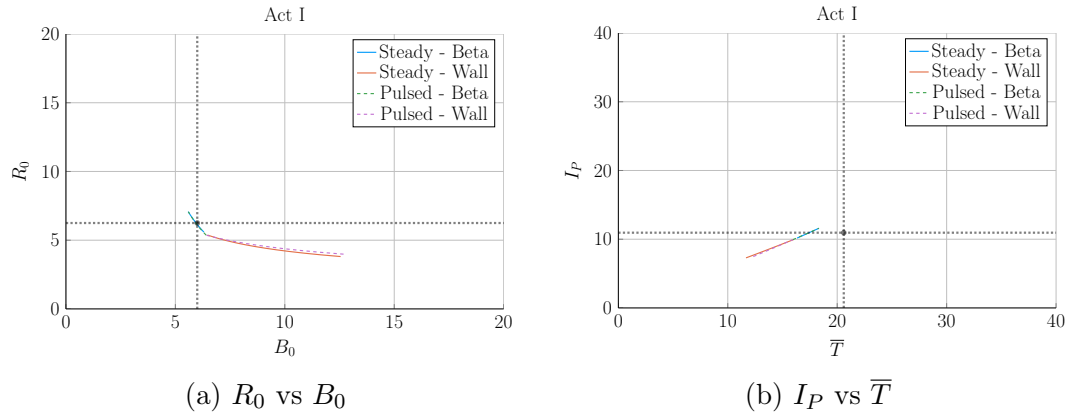 Act I
20
15
10
5
0
R₀
0
5
10
15
20
B₀
Steady - Beta
Steady - Wall
Pulsed - Beta
Pulsed - Wall
(a) R₀ vs B₀
Act I
40
30
20
10
0
I_P
0
10
20
30
40
T̅
Steady - Beta
Steady - Wall
Pulsed - Beta
Pulsed - Wall
(b) I_P vs T̅